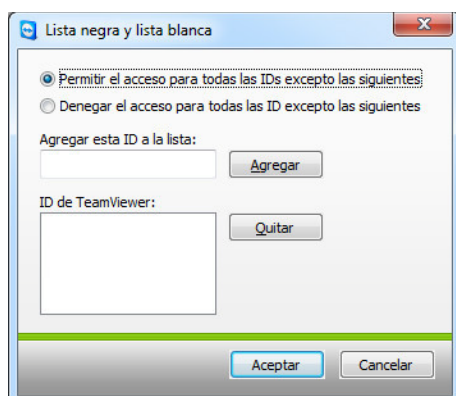 Lista negra y lista blanca
Permitir el acceso para todas las IDs excepto las siguientes
Denegar el acceso para todas las ID excepto las siguientes
Agregar esta ID a la lista:
Agregar
ID de TeamViewer:
Quitar
Aceptar
Cancelar